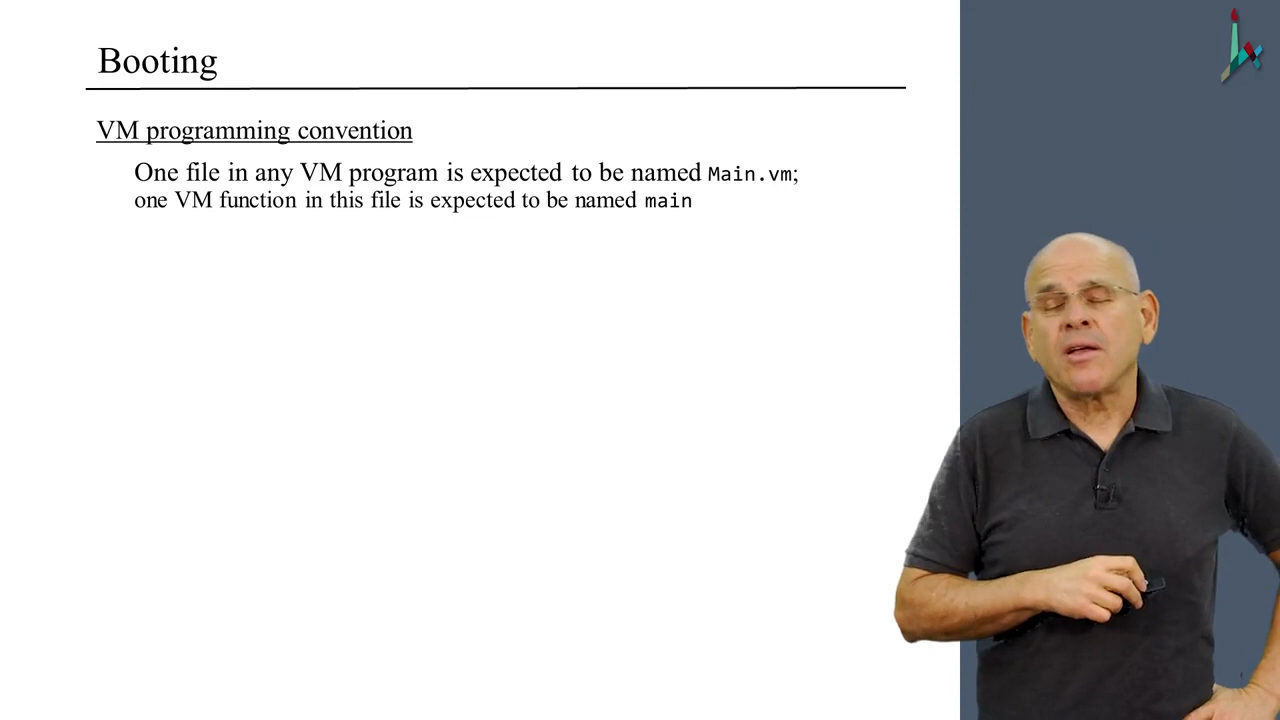 Booting
VM programming convention
One file in any VM program is expected to be named Main.vm;
one VM function in this file is expected to be named main